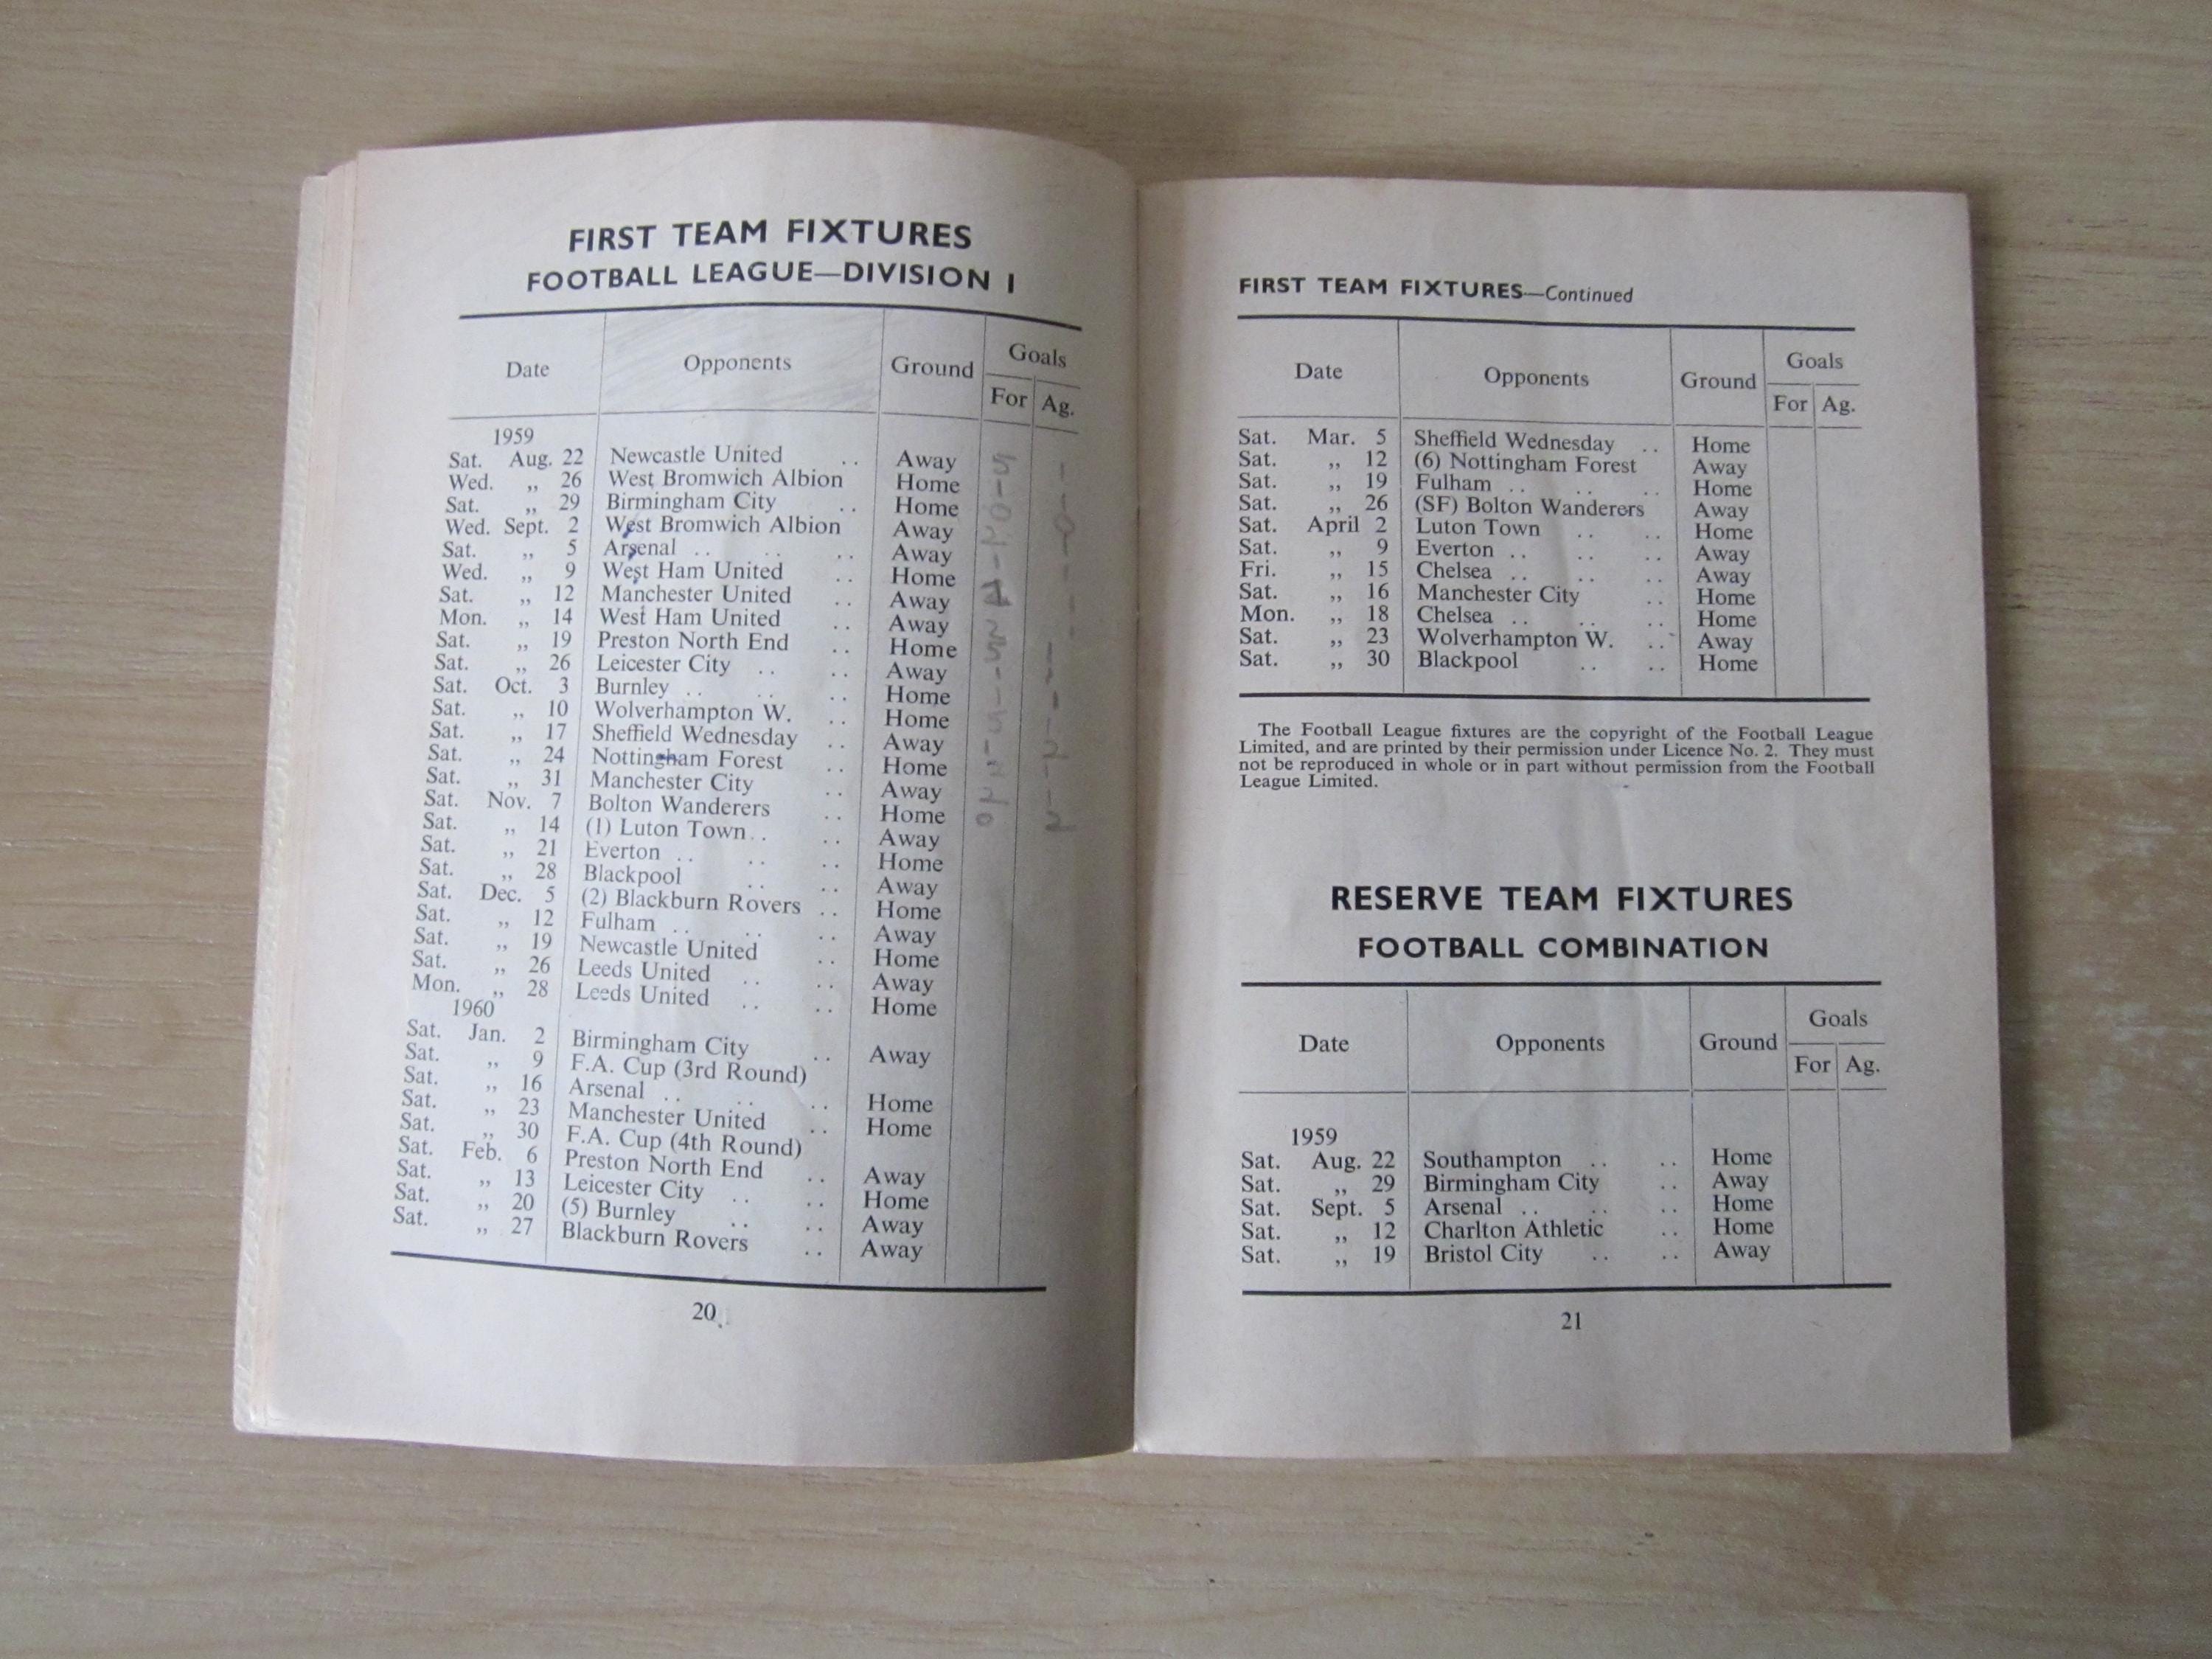 FIRST TEAM FIXTURES
FOOTBALL LEAGUE—DIVISION I
Date Opponents Ground Goals
For Ag.
1959
Sat. Aug. 22 Newcastle United .. Away 5 1
Wed. „ 26 West Bromwich Albion Home
Sat. „ 29 Birmingham City .. Home
Wed. Sept. 2 West Bromwich Albion Away
Sat. „ 5 Arsenal .. .. .. Away
Wed. „ 9 West Ham United .. Home
Sat. „ 12 Manchester United .. Away
Mon. „ 14 West Ham United .. Away
Sat. „ 19 Preston North End .. Home
Sat. „ 26 Leicester City .. .. Away
Sat. Oct. 3 Burnley .. .. .. Home
Sat. „ 10 Wolverhampton W. .. Home
Sat. „ 17 Sheffield Wednesday .. Away
Sat. „ 24 Nottingham Forest .. Home
Sat. „ 31 Manchester City .. Away
Sat. Nov. 7 Bolton Wanderers .. Home 0 2
Sat. „ 14 (1) Luton Town .. .. Away
Sat. „ 21 Everton .. .. .. Home
Sat. „ 28 Blackpool .. .. Away
Sat. Dec. 5 (2) Blackburn Rovers .. Home
Sat. „ 12 Fulham .. .. .. Away
Sat. „ 19 Newcastle United .. Home
Sat. „ 26 Leeds United .. .. Away
Mon. „ 28 Leeds United .. .. Home
1960
Sat. Jan. 2 Birmingham City .. Away
Sat. „ 9 F.A. Cup (3rd Round)
Sat. „ 16 Arsenal .. .. .. Home
Sat. „ 23 Manchester United .. Home
Sat. „ 30 F.A. Cup (4th Round)
Sat. Feb. 6 Preston North End .. Away
Sat. „ 13 Leicester City .. .. Home
Sat. „ 20 (5) Burnley .. .. Away
Sat. „ 27 Blackburn Rovers .. Away
20
FIRST TEAM FIXTURES—Continued
Date Opponents Ground Goals
For Ag.
Sat. Mar. 5 Sheffield Wednesday .. Home
Sat. „ 12 (6) Nottingham Forest Away
Sat. „ 19 Fulham .. .. .. Home
Sat. „ 26 (SF) Bolton Wanderers Away
Sat. April 2 Luton Town .. .. Home
Sat. „ 9 Everton .. .. .. Away
Fri. „ 15 Chelsea .. .. .. Away
Sat. „ 16 Manchester City .. Home
Mon. „ 18 Chelsea .. .. .. Home
Sat. „ 23 Wolverhampton W. .. Away
Sat. „ 30 Blackpool .. .. Home
The Football League fixtures are the copyright of the Football League
Limited, and are printed by their permission under Licence No. 2. They must
not be reproduced in whole or in part without permission from the Football
League Limited.
RESERVE TEAM FIXTURES
FOOTBALL COMBINATION
Date Opponents Ground Goals
For Ag.
1959
Sat. Aug. 22 Southampton .. .. Home
Sat. „ 29 Birmingham City .. Away
Sat. Sept. 5 Arsenal .. .. .. Home
Sat. „ 12 Charlton Athletic .. Home
Sat. „ 19 Bristol City .. .. Away
21